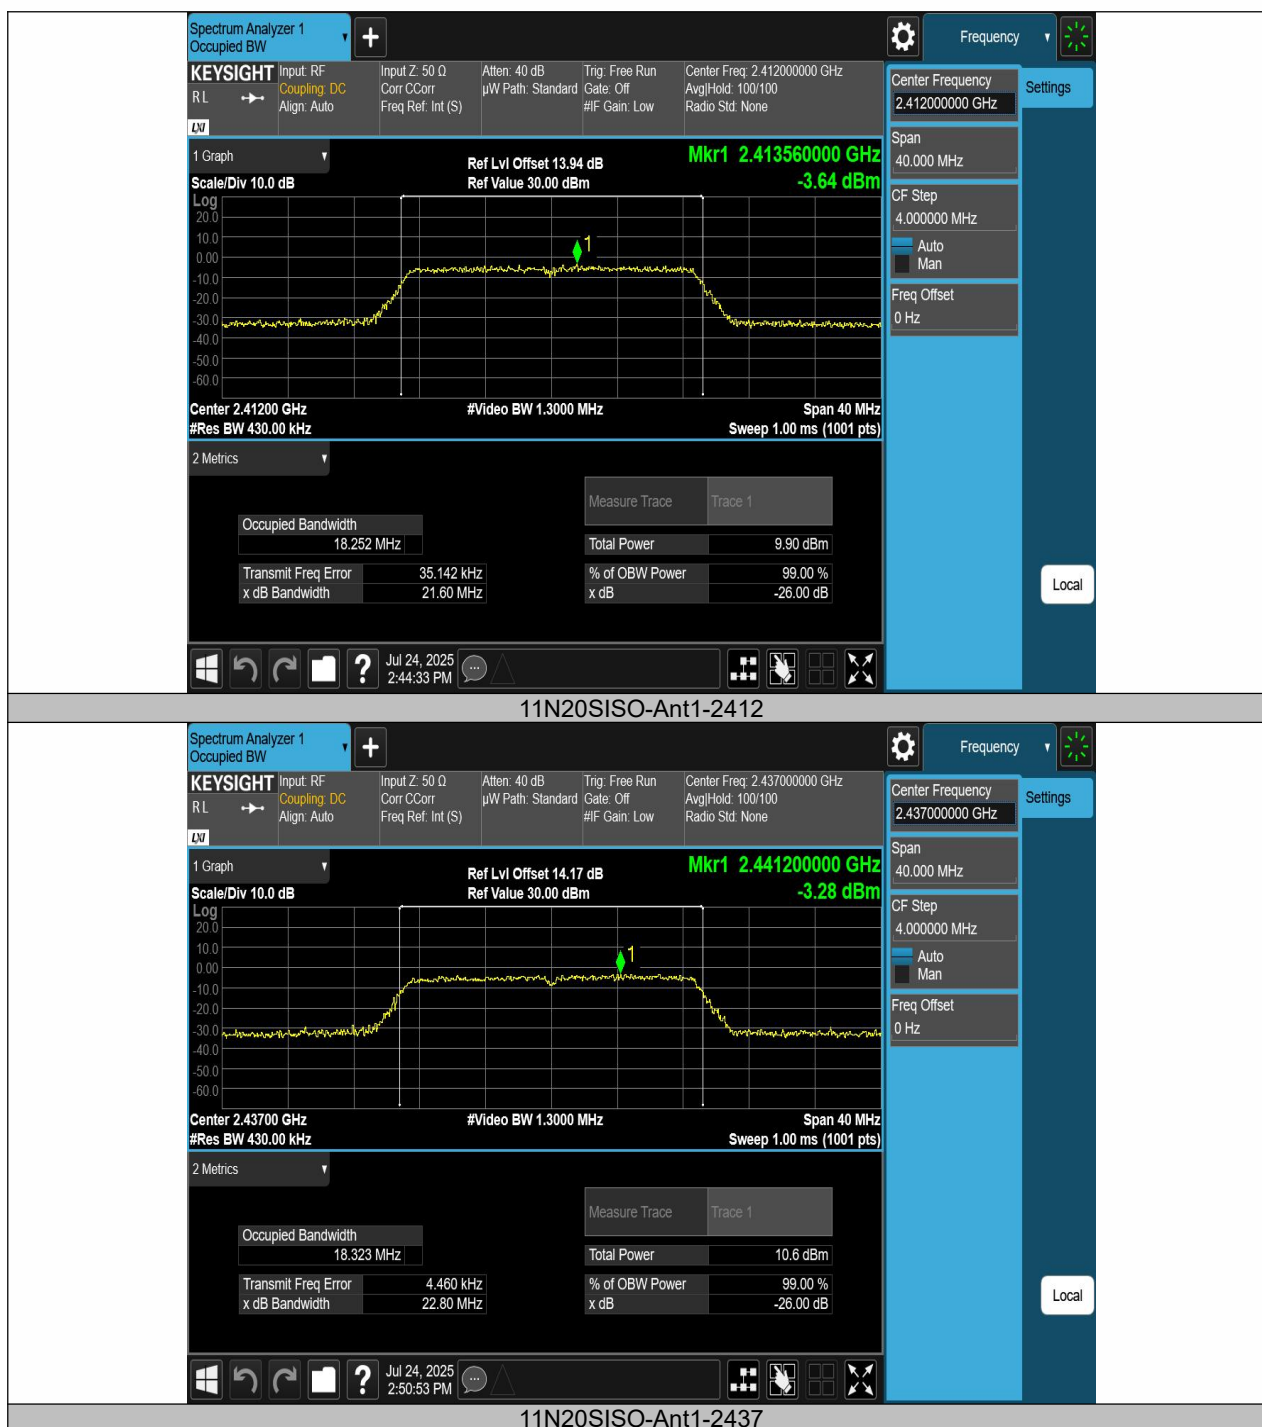 Spectrum Analyzer 1
Occupied BW
+
Frequency
KEYSIGHT
RL
LXI
Input: RF
Coupling: DC
Align: Auto
Input Z: 50 Ω
Corr CCorr
Freq Ref: Int (S)
Atten: 40 dB
µW Path: Standard
Trig: Free Run
Gate: Off
#IF Gain: Low
Center Freq: 2.412000000 GHz
Avg|Hold: 100/100
Radio Std: None
Center Frequency
2.412000000 GHz
Settings
Span
40.000 MHz
CF Step
4.000000 MHz
Auto
Man
Freq Offset
0 Hz
Local
1 Graph
Scale/Div 10.0 dB
Ref Lvl Offset 13.94 dB
Ref Value 30.00 dBm
Mkr1 2.413560000 GHz
-3.64 dBm
Log
20.0
10.0
0.00
-10.0
-20.0
-30.0
-40.0
-50.0
-60.0
1
Center 2.41200 GHz
#Video BW 1.3000 MHz
Span 40 MHz
#Res BW 430.00 kHz
Sweep 1.00 ms (1001 pts)
2 Metrics
Measure Trace Trace 1
Occupied Bandwidth
18.252 MHz
Total Power 9.90 dBm
Transmit Freq Error 35.142 kHz
% of OBW Power 99.00 %
x dB Bandwidth 21.60 MHz
x dB -26.00 dB
?
Jul 24, 2025
2:44:33 PM
11N20SISO-Ant1-2412
Spectrum Analyzer 1
Occupied BW
+
Frequency
KEYSIGHT
RL
LXI
Input: RF
Coupling: DC
Align: Auto
Input Z: 50 Ω
Corr CCorr
Freq Ref: Int (S)
Atten: 40 dB
µW Path: Standard
Trig: Free Run
Gate: Off
#IF Gain: Low
Center Freq: 2.437000000 GHz
Avg|Hold: 100/100
Radio Std: None
Center Frequency
2.437000000 GHz
Settings
Span
40.000 MHz
CF Step
4.000000 MHz
Auto
Man
Freq Offset
0 Hz
Local
1 Graph
Scale/Div 10.0 dB
Ref Lvl Offset 14.17 dB
Ref Value 30.00 dBm
Mkr1 2.441200000 GHz
-3.28 dBm
Log
20.0
10.0
0.00
-10.0
-20.0
-30.0
-40.0
-50.0
-60.0
1
Center 2.43700 GHz
#Video BW 1.3000 MHz
Span 40 MHz
#Res BW 430.00 kHz
Sweep 1.00 ms (1001 pts)
2 Metrics
Measure Trace Trace 1
Occupied Bandwidth
18.323 MHz
Total Power 10.6 dBm
Transmit Freq Error 4.460 kHz
% of OBW Power 99.00 %
x dB Bandwidth 22.80 MHz
x dB -26.00 dB
?
Jul 24, 2025
2:50:53 PM
11N20SISO-Ant1-2437